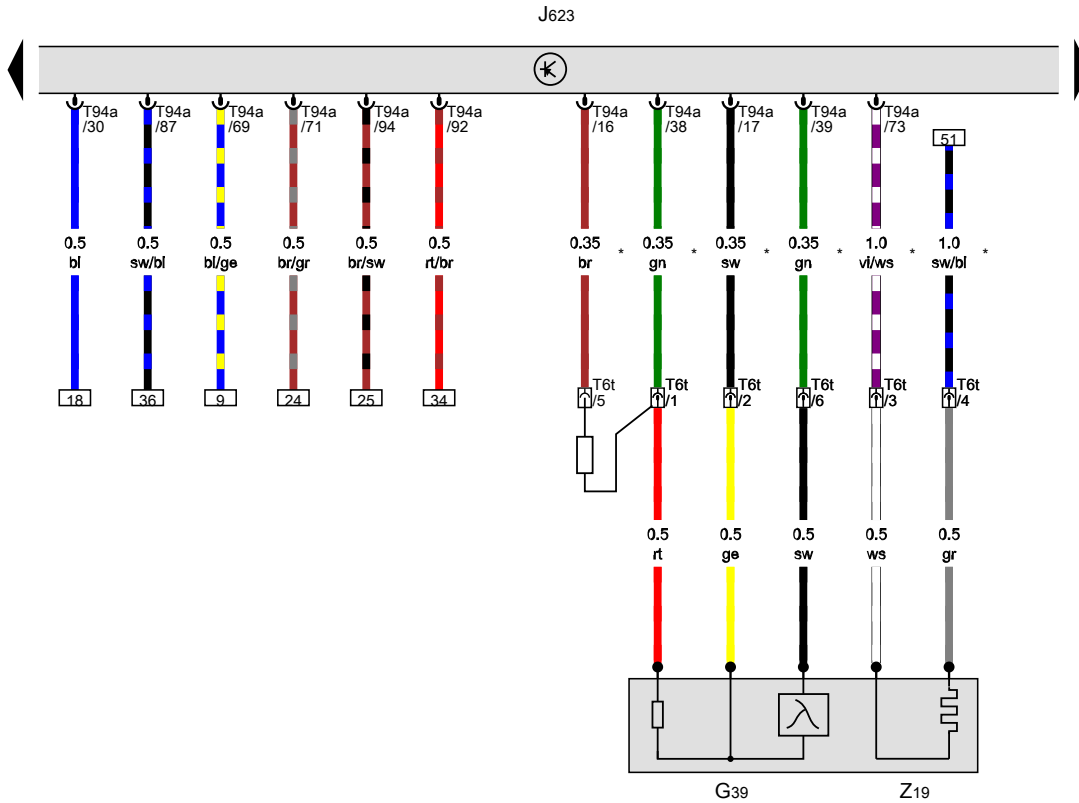 J623
T94a /30
T94a /87
T94a /69
T94a /71
T94a /94
T94a /92
T94a /16
T94a /38
T94a /17
T94a /39
T94a /73
51
0.5 bl
0.5 sw/bl
0.5 bl/ge
0.5 br/gr
0.5 br/sw
0.5 rt/br
0.35 br *
0.35 gn *
0.35 sw *
0.35 gn *
1.0 vi/ws *
1.0 sw/bl *
18
36
9
24
25
34
T6t /5
T6t /1
T6t /2
T6t /6
T6t /3
T6t /4
0.5 rt
0.5 ge
0.5 sw
0.5 ws
0.5 gr
G39
Z19